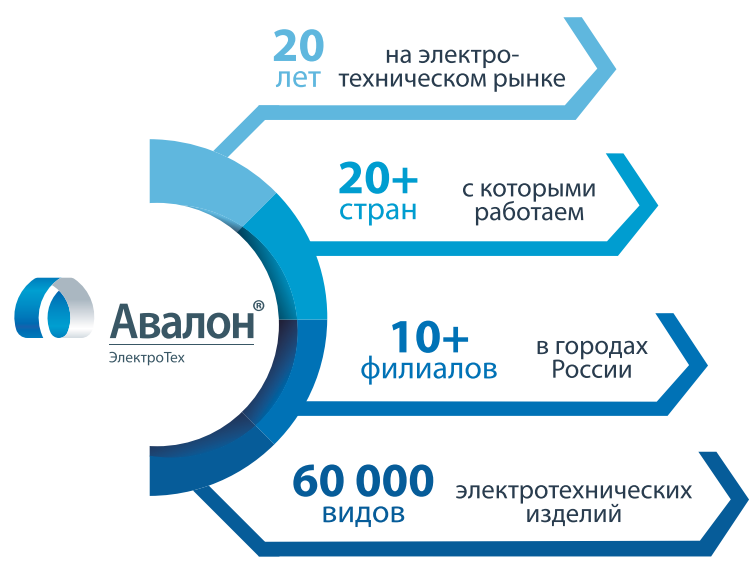 20
лет
на электро-
техническом рынке
20+
стран
с которыми
работаем
Авалон®
ЭлектроТех
10+
филиалов
в городах
России
60 000
видов
электротехнических
изделий